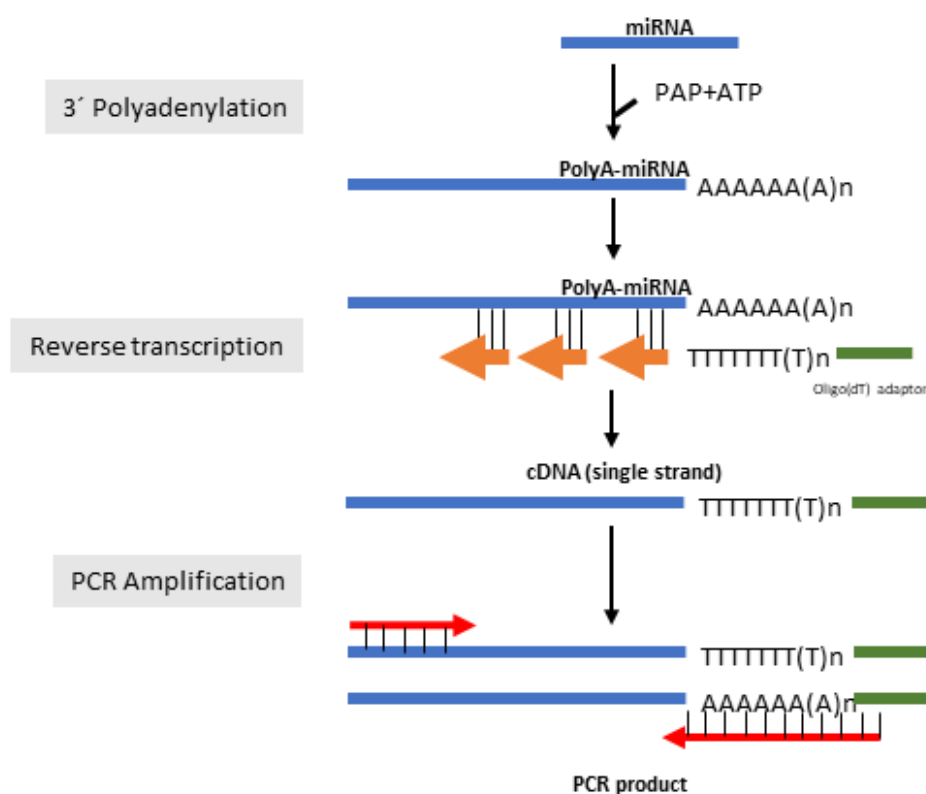 miRNA
3´ Polyadenylation
PAP+ATP
PolyA-miRNA
AAAAAA(A)n
PolyA-miRNA
AAAAAA(A)n
Reverse transcription
TTTTTTT(T)n
Oligo(dT) adaptor
cDNA (single strand)
TTTTTTT(T)n
PCR Amplification
TTTTTTT(T)n
AAAAAA(A)n
PCR product